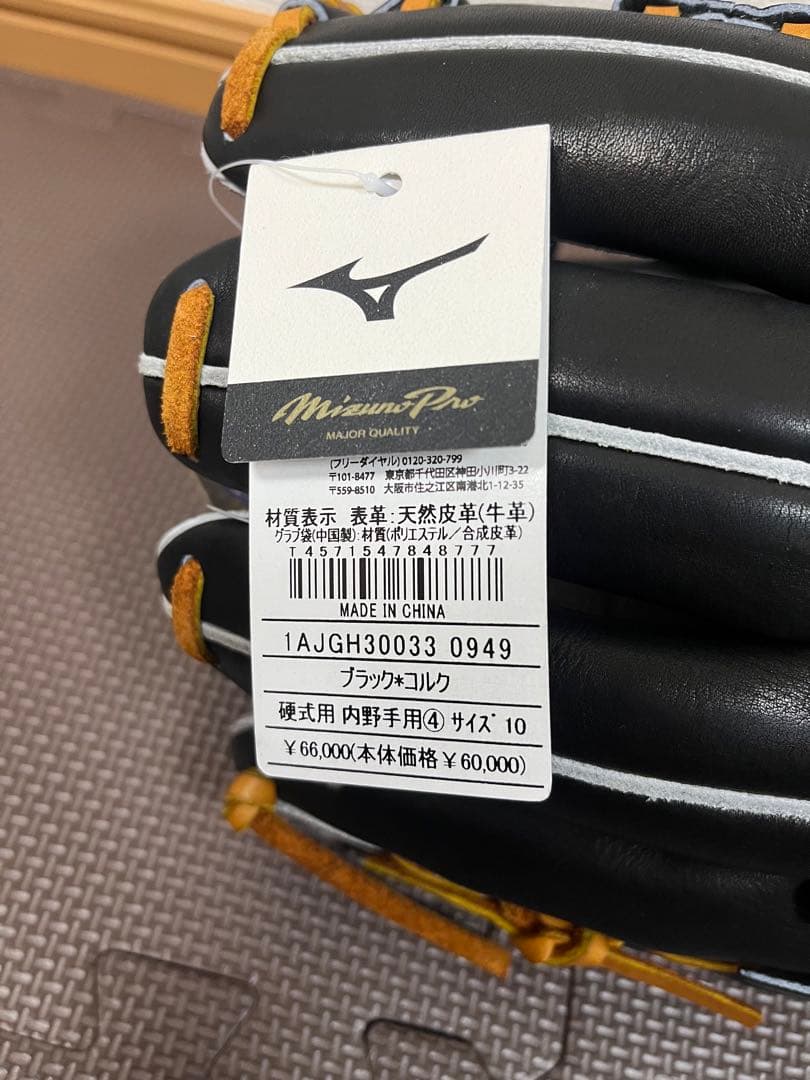 Mizuno Pro
MAJOR QUALITY
(フリーダイヤル) 0120-320-799
〒101-8477 東京都千代田区神田小川町3-22
〒559-8510 大阪市住之江区南港北1-12-35
材質表示 表革:天然皮革(牛革)
グラブ袋(中国製):材質(ポリエステル/合成皮革)
T4571547848777
MADE IN CHINA
1AJGH30033 0949
ブラック*コルク
硬式用 内野手用④ サイズ 10
¥66,000(本体価格¥60,000)